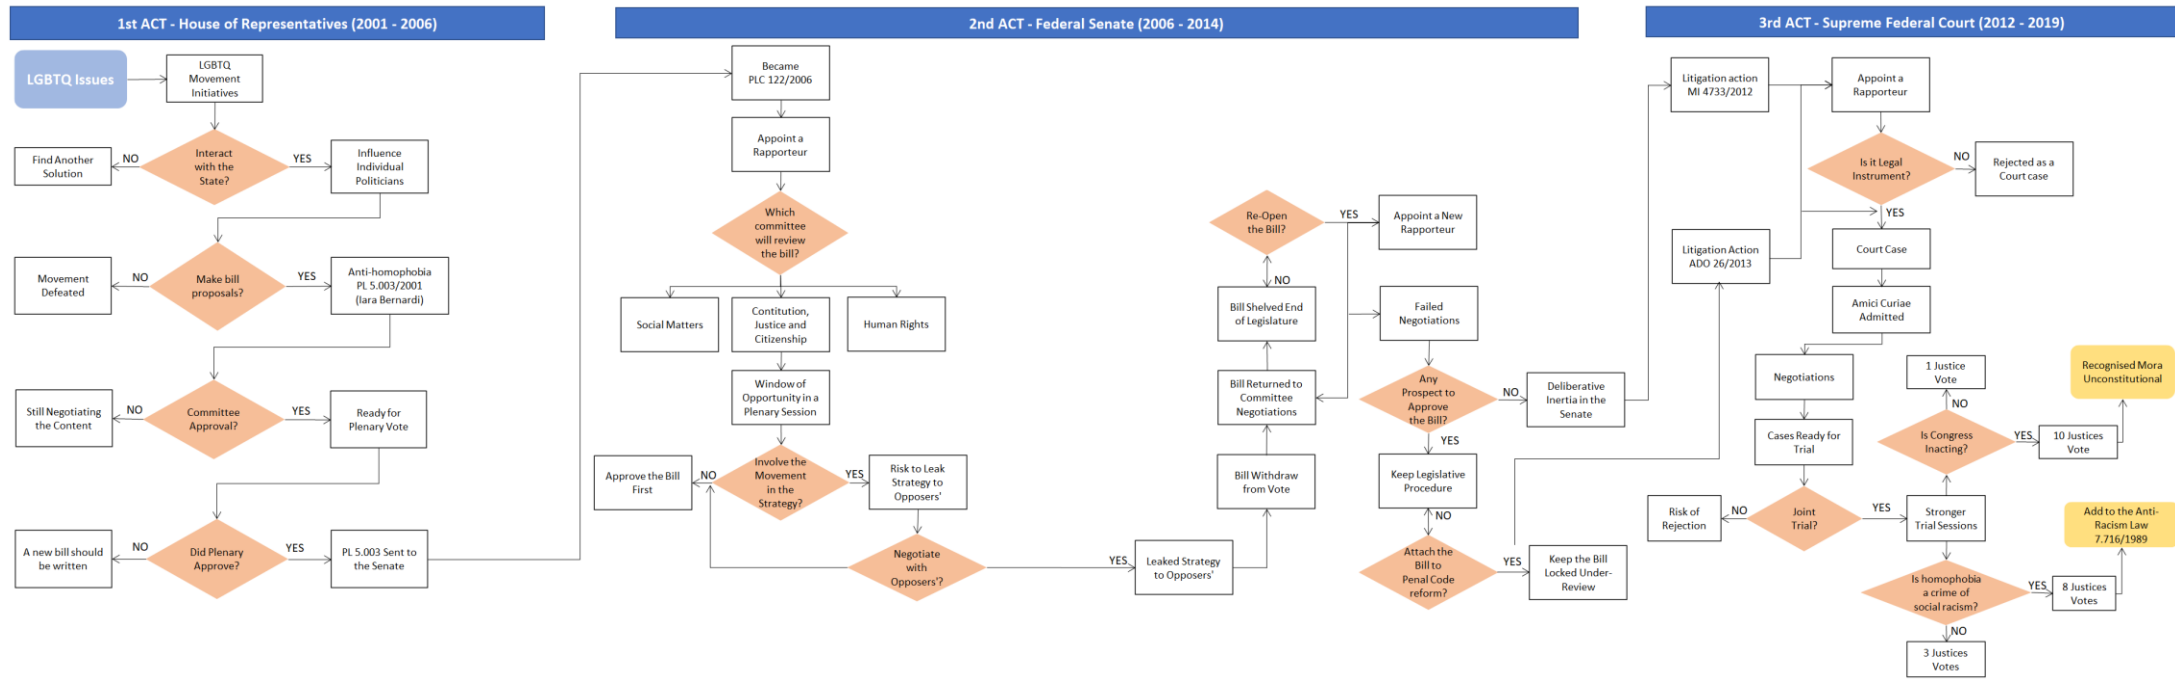 1st ACT - House of Representatives (2001 - 2006)
LGBTQ Issues
LGBTQ
Movement
Initiatives
Interact
with the
State?
NO
Find Another
Solution
YES
Influence
Individual
Politicians
Make bill
proposals?
NO
Movement
Defeated
YES
Anti-homophobia
PL 5.003/2001
(Iara Bernardi)
Committee
Approval?
NO
Still Negotiating
the Content
YES
Ready for
Plenary Vote
Did Plenary
Approve?
NO
A new bill should
be written
YES
PL 5.003 Sent to
the Senate
2nd ACT - Federal Senate (2006 - 2014)
Became
PLC 122/2006
Appoint a
Rapporteur
Which
committee
will review
the bill?
Social Matters
Contitution,
Justice and
Citizenship
Human Rights
Window of
Opportunity in a
Plenary Session
Involve the
Movement
in the
Strategy?
NO
Approve the Bill
First
YES
Risk to Leak
Strategy to
Opposers'
Negotiate
with
Opposers'?
YES
Leaked Strategy
to Opposers'
Bill Withdraw
from Vote
Bill Returned to
Committee
Negotiations
Bill Shelved End
of Legislature
NO
Re-Open
the Bill?
YES
Appoint a New
Rapporteur
Failed
Negotiations
Any
Prospect to
Approve
the Bill?
NO
Deliberative
Inertia in the
Senate
YES
Keep Legislative
Procedure
NO
Attach the
Bill to
Penal Code
reform?
YES
Keep the Bill
Locked Under-
Review
3rd ACT - Supreme Federal Court (2012 - 2019)
Litigation action
MI 4733/2012
Appoint a
Rapporteur
Is it Legal
Instrument?
NO
Rejected as a
Court case
YES
Litigation Action
ADO 26/2013
Court Case
Amici Curiae
Admitted
Negotiations
Cases Ready for
Trial
Joint
Trial?
NO
Risk of
Rejection
YES
Stronger
Trial Sessions
Is Congress
Inacting?
NO
1 Justice
Vote
YES
10 Justices
Vote
Recognised Mora
Unconstitutional
Is homophobia
a crime of
social racism?
YES
8 Justices
Votes
Add to the Anti-
Racism Law
7.716/1989
NO
3 Justices
Votes